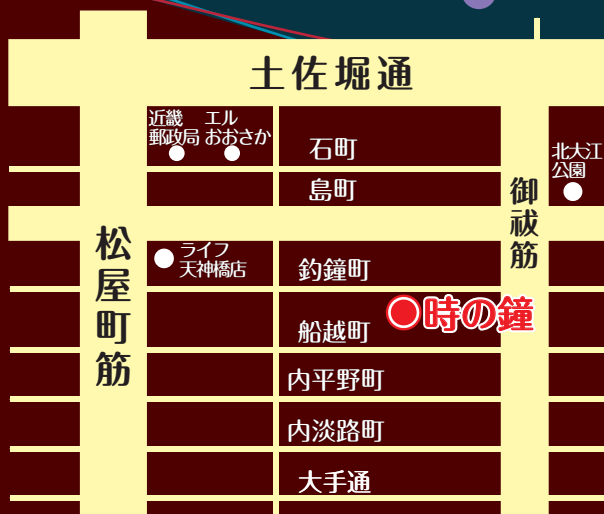 土佐堀通
近畿
郵政局
エル
おおさか
石町
北大江
公園
島町
御祓筋
松屋町筋
ライフ
天神橋店
釣鐘町
時の鐘
船越町
内平野町
内淡路町
大手通